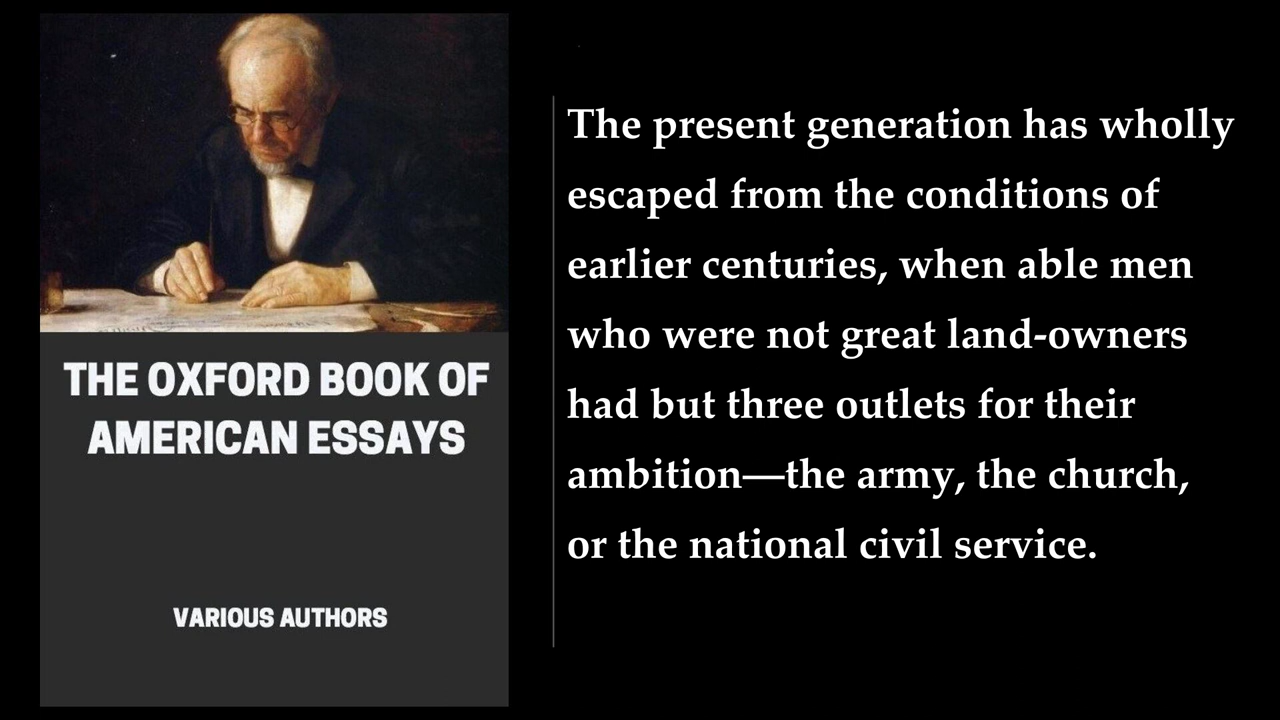 THE OXFORD BOOK OF
AMERICAN ESSAYS
VARIOUS AUTHORS
The present generation has wholly
escaped from the conditions of
earlier centuries, when able men
who were not great land-owners
had but three outlets for their
ambition—the army, the church,
or the national civil service.